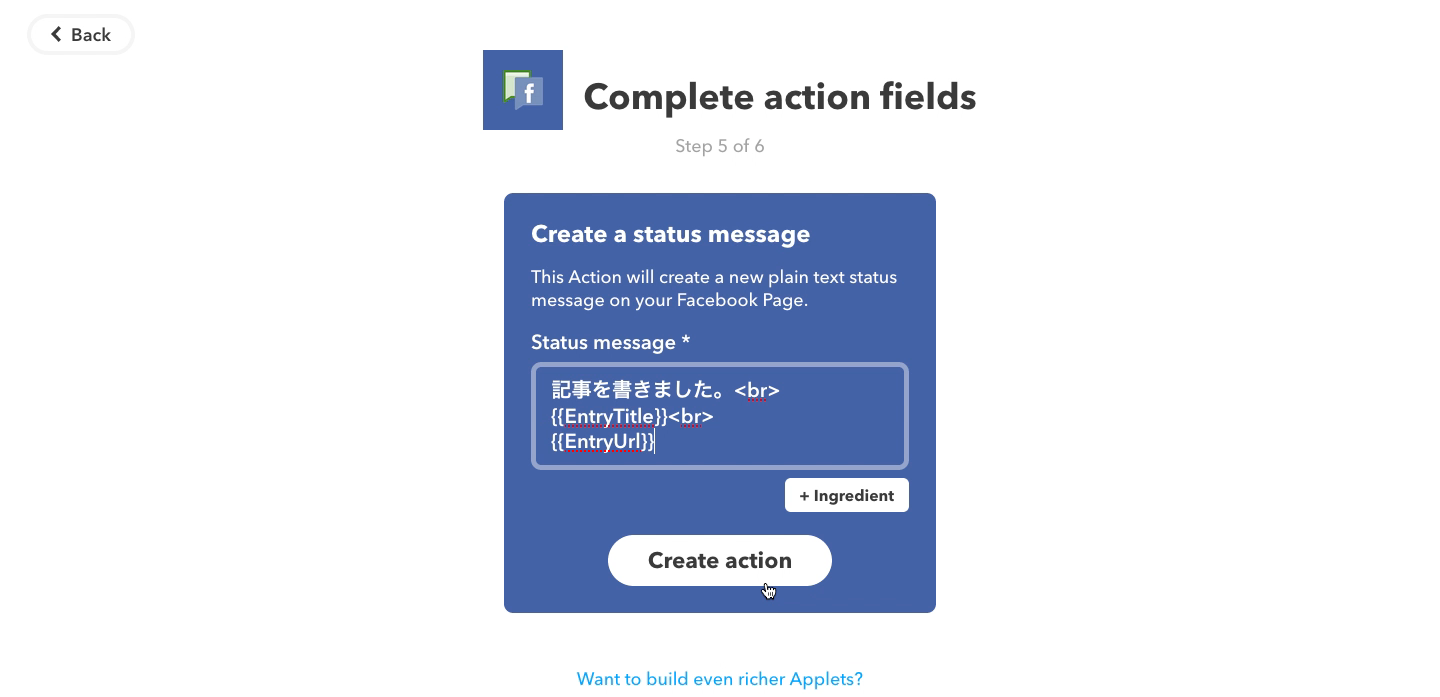 Back
f
Complete action fields
Step 5 of 6
Create a status message
This Action will create a new plain text status
message on your Facebook Page.
Status message *
記事を書きました。<br>
{{EntryTitle}}<br>
{{EntryUrl}}
+ Ingredient
Create action
Want to build even richer Applets?